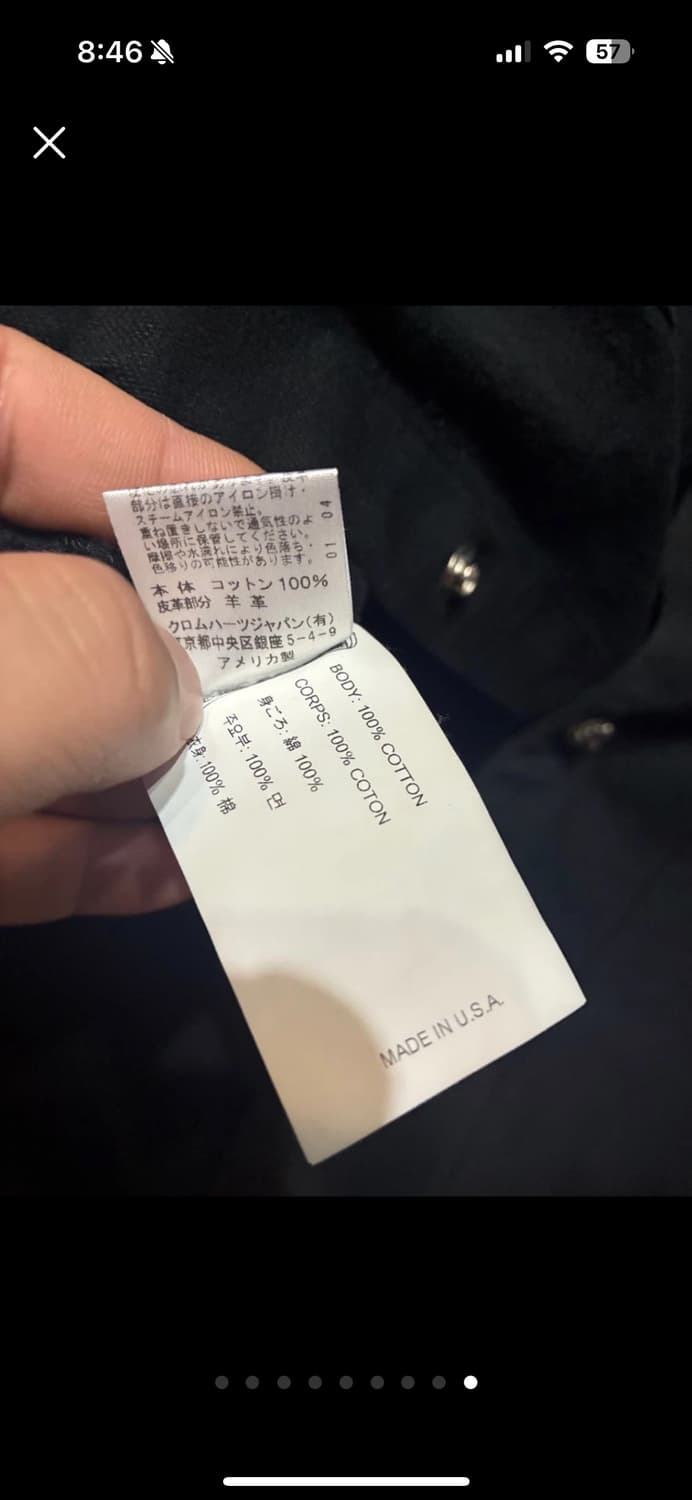 8:46
57
部分は直接のアイロン掛け・
スチームアイロン禁止。
重ね置きしないで通気性のよ
い場所に保管してください。
摩擦や水濡れにより色落ち・
色移りの可能性があります。
本 体 コットン100%
皮革部分 羊 革
クロムハーツジャパン(有)
京都中央区銀座5-4-9
アメリカ製
01 04
BODY: 100% COTTON
CORPS: 100% COTON
身ごろ: 綿 100%
주요부: 100% 면
身: 100% 棉
MADE IN U.S.A.